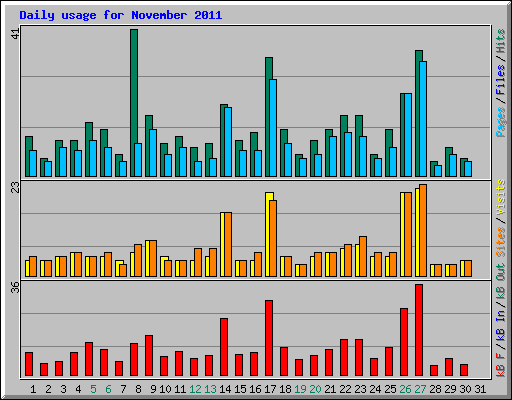 Daily usage for November 2011
41
Pages / Files / Hits
23
Sites / Visits
36
kB F / kB In / kB Out
1 2 3 4 5 6 7 8 9 10 11 12 13 14 15 16 17 18 19 20 21 22 23 24 25 26 27 28 29 30 31